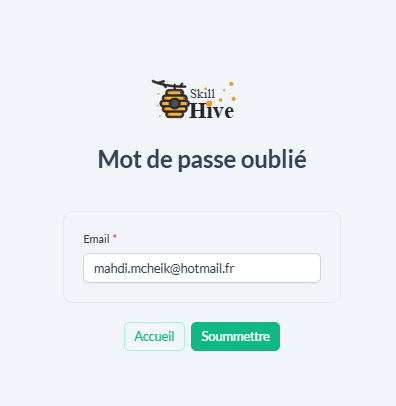 Skill
Hive
Mot de passe oublié
Email *
mahdi.mcheik@hotmail.fr
Accueil
Soummettre